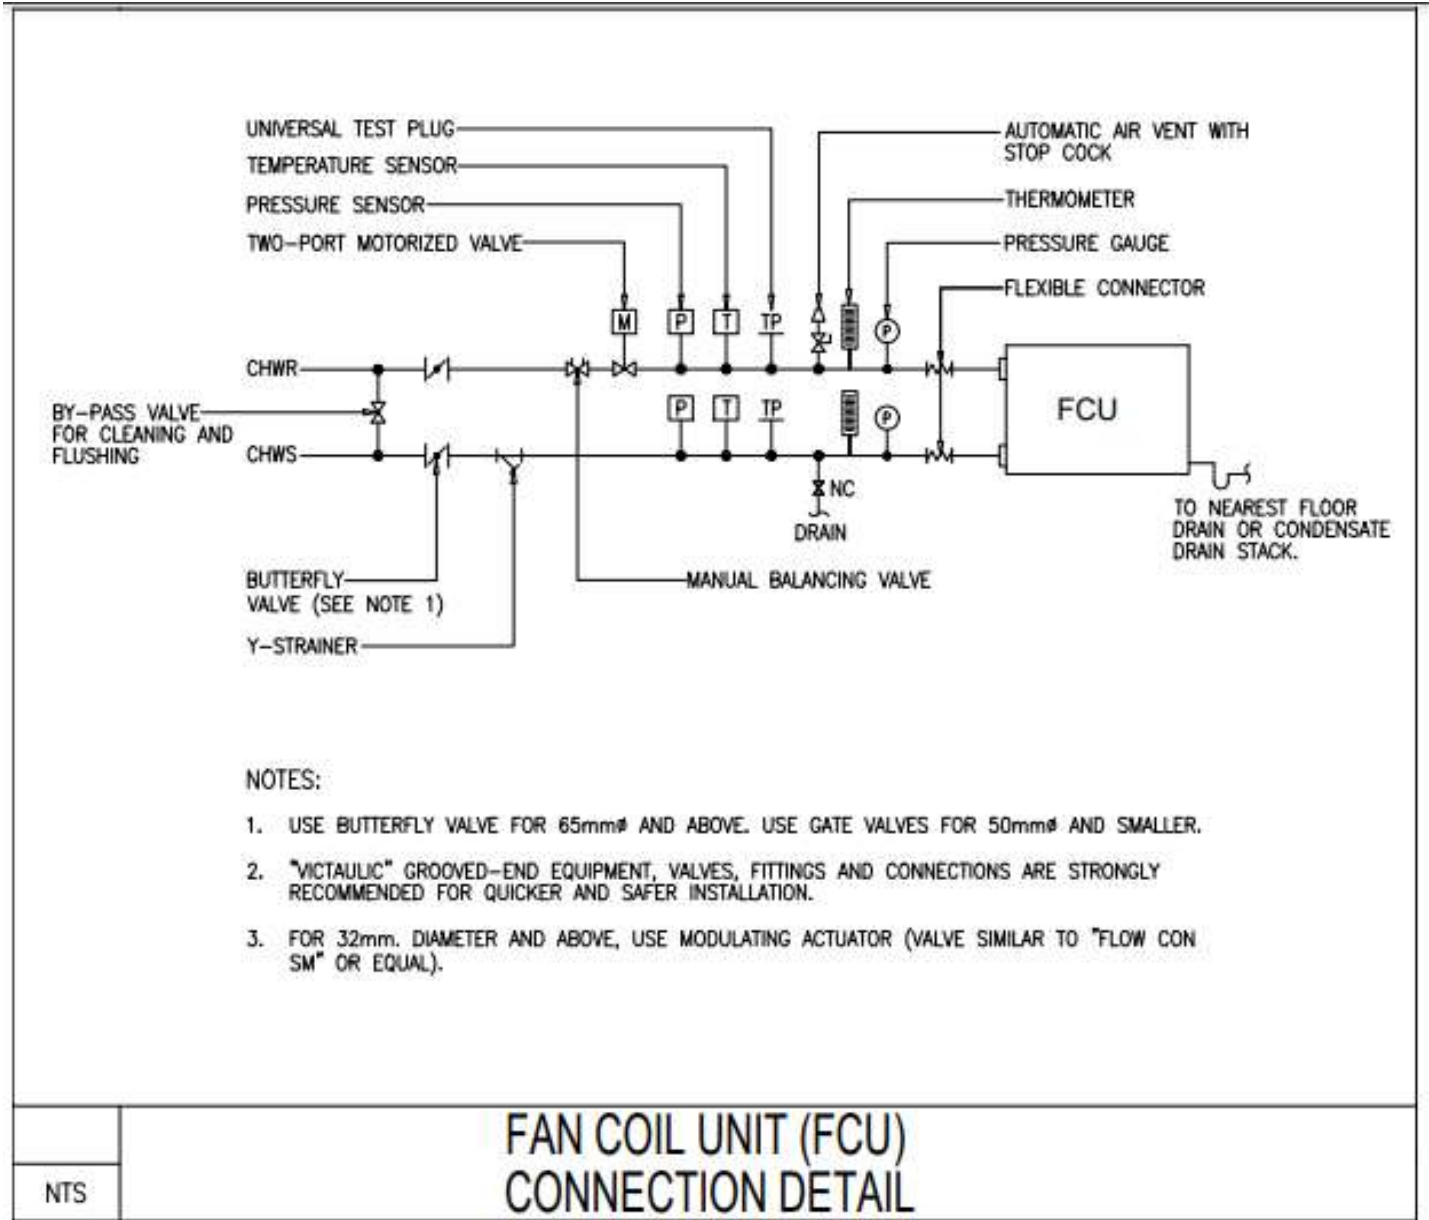 UNIVERSAL TEST PLUG
TEMPERATURE SENSOR
PRESSURE SENSOR
TWO-PORT MOTORIZED VALVE
AUTOMATIC AIR VENT WITH
STOP COCK
THERMOMETER
PRESSURE GAUGE
FLEXIBLE CONNECTOR
M
P
T
TP
P
CHWR
BY-PASS VALVE
FOR CLEANING AND
FLUSHING
P
T
TP
P
FCU
CHWS
NC
DRAIN
TO NEAREST FLOOR
DRAIN OR CONDENSATE
DRAIN STACK.
BUTTERFLY
VALVE (SEE NOTE 1)
MANUAL BALANCING VALVE
Y-STRAINER
NOTES:
1. USE BUTTERFLY VALVE FOR 65mmø AND ABOVE. USE GATE VALVES FOR 50mmø AND SMALLER.
2. "VICTAULIC" GROOVED-END EQUIPMENT, VALVES, FITTINGS AND CONNECTIONS ARE STRONGLY
RECOMMENDED FOR QUICKER AND SAFER INSTALLATION.
3. FOR 32mm. DIAMETER AND ABOVE, USE MODULATING ACTUATOR (VALVE SIMILAR TO "FLOW CON
SM" OR EQUAL).
FAN COIL UNIT (FCU)
CONNECTION DETAIL
NTS